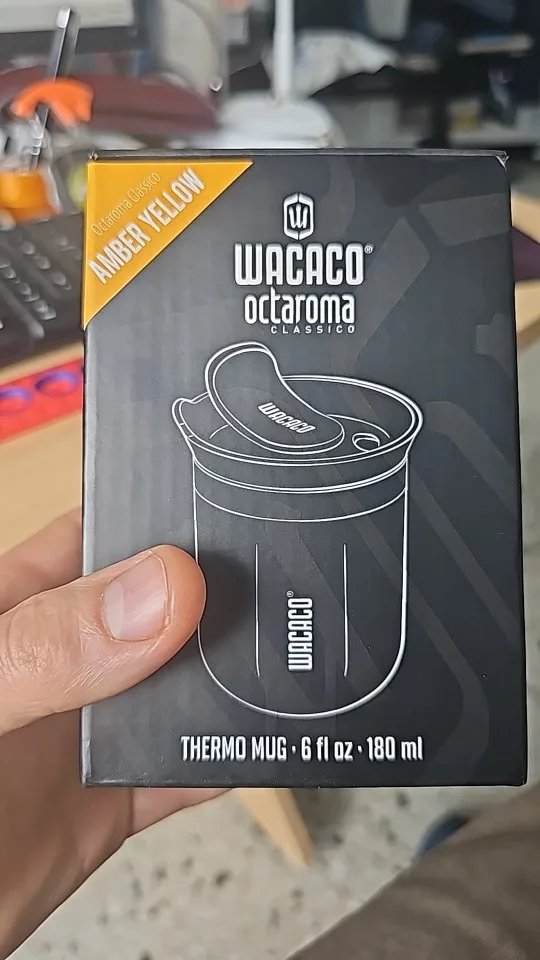 Octaroma Classico
AMBER YELLOW
WACACO®
octaroma
CLASSICO
WACACO
WACACO®
THERMO MUG · 6 fl oz · 180 ml